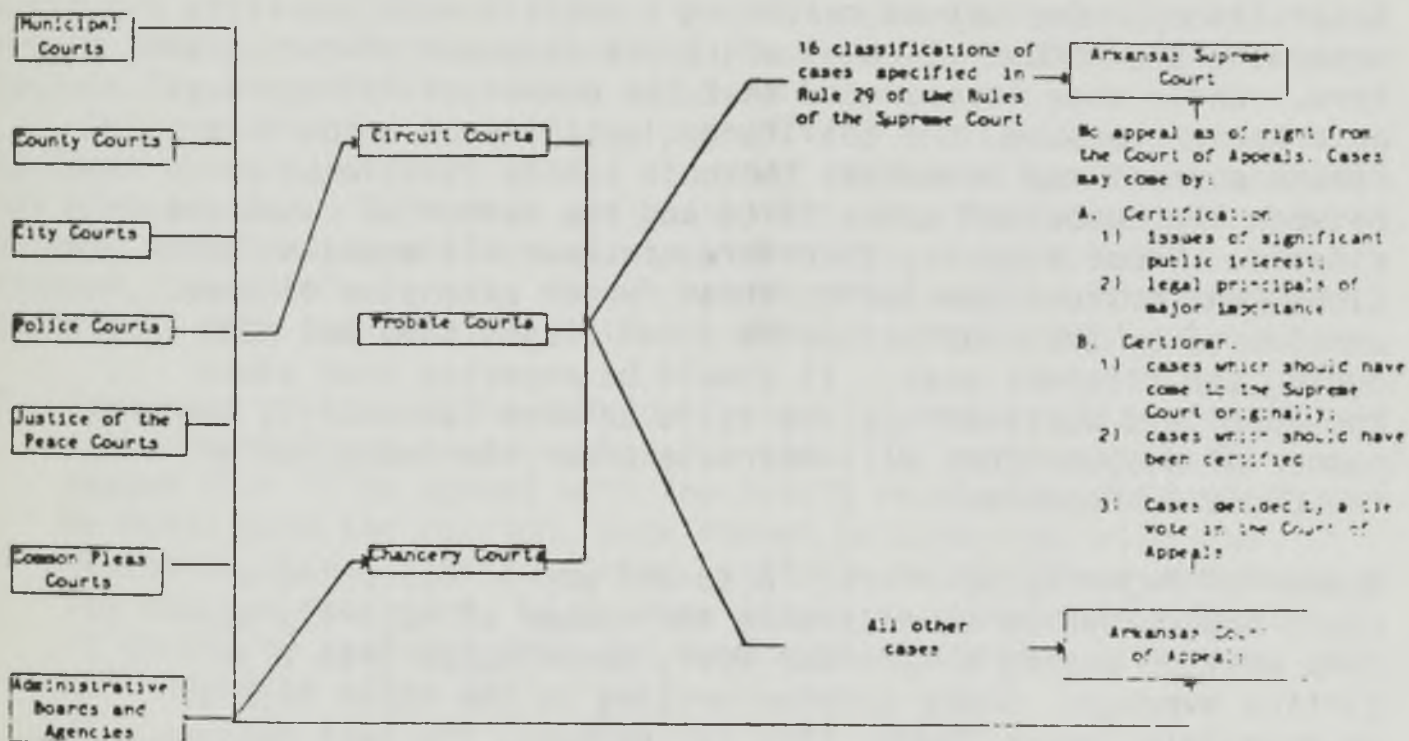 Municipal
Courts
County Courts
City Courts
Police Courts
Justice of the
Peace Courts
Common Pleas
Courts
Administrative
Boards and
Agencies
Circuit Courts
Probate Courts
Chancery Courts
16 classifications of
cases specified in
Rule 29 of the Rules
of the Supreme Court
All other
cases
Arkansas Supreme
Court
No appeal as of right from
the Court of Appeals. Cases
may come by:
A. Certification
1) issues of significant
public interest;
2) legal principals of
major importance
B. Certiorari
1) cases which should have
come to the Supreme
Court originally;
2) cases which should have
been certified
3) Cases decided by a tie
vote in the Court of
Appeals
Arkansas Court
of Appeals